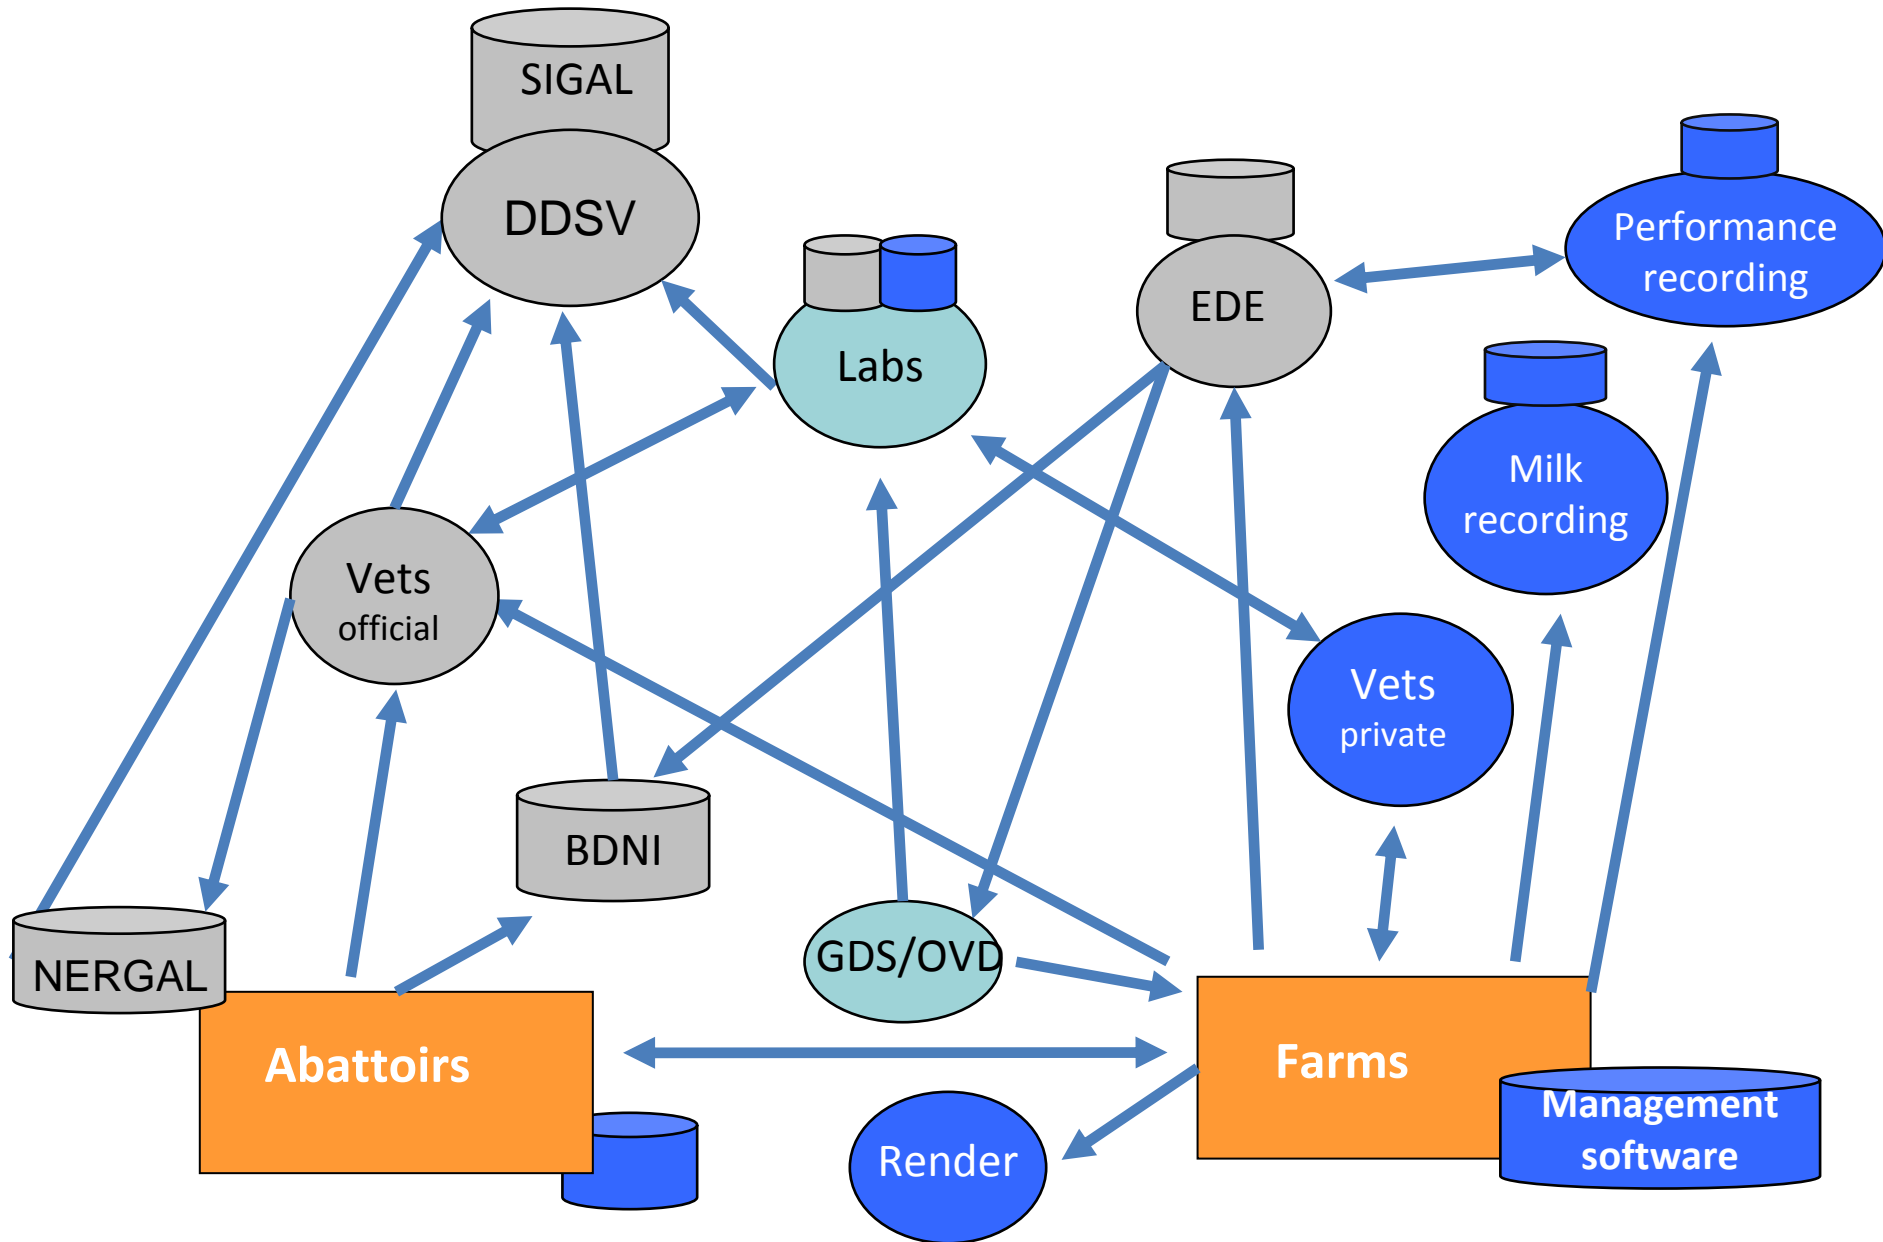 SIGAL
DDSV
Performance
recording
EDE
Labs
Milk
recording
Vets
official
Vets
private
BDNI
GDS/OVD
NERGAL
Abattoirs
Farms
Management
software
Render